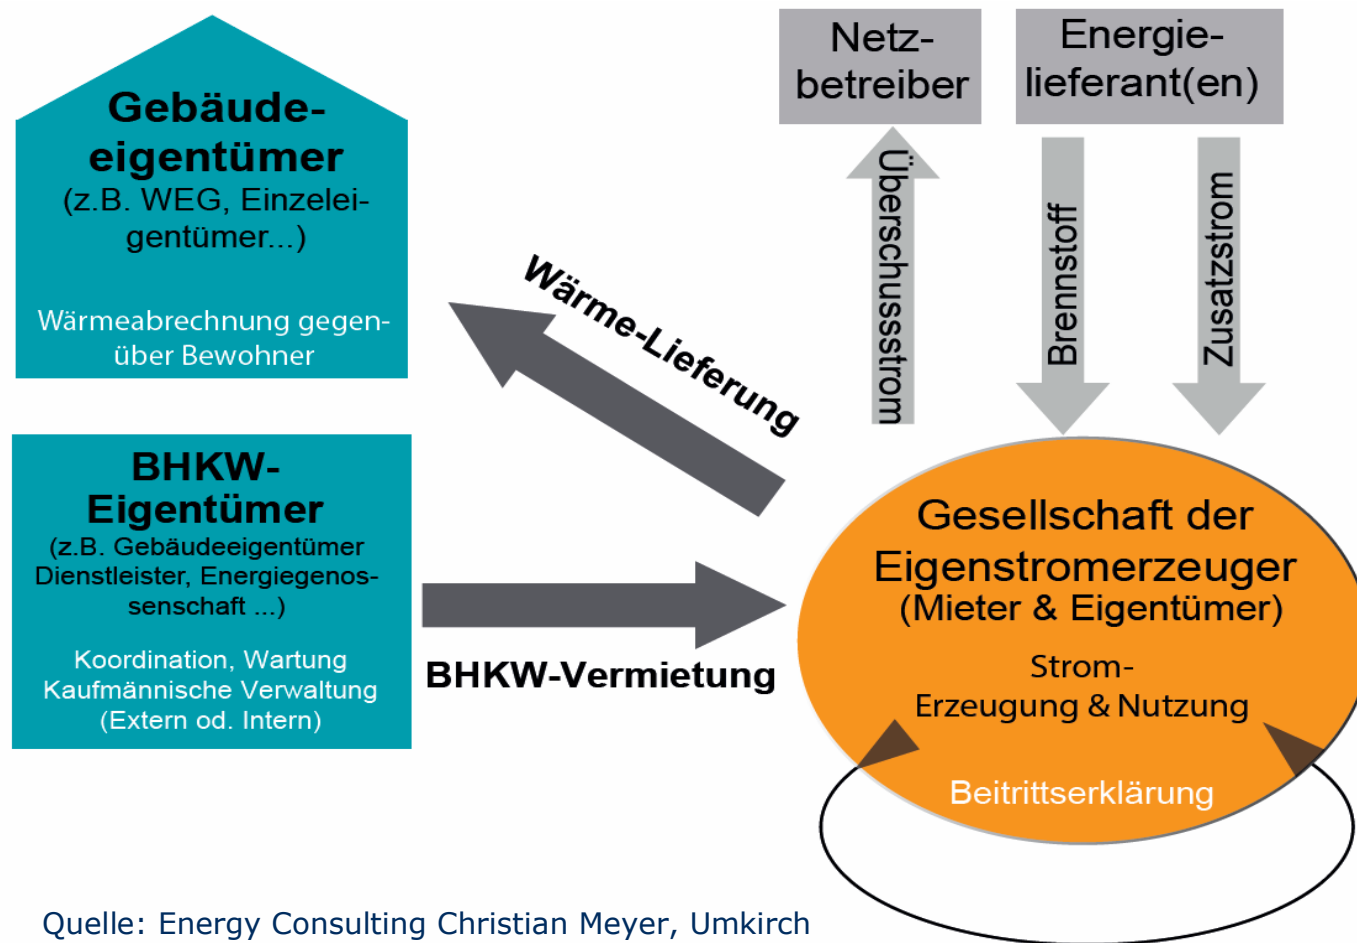 Gebäude-
eigentümer
(z.B. WEG, Einzelei-
gentümer...)
Wärmeabrechnung gegen-
über Bewohner
BHKW-
Eigentümer
(z.B. Gebäudeeigentümer
Dienstleister, Energiegenos-
senschaft ...)
Koordination, Wartung
Kaufmännische Verwaltung
(Extern od. Intern)
Wärme-Lieferung
BHKW-Vermietung
Netz-
betreiber
Energie-
lieferant(en)
Überschussstrom
Brennstoff
Zusatzstrom
Gesellschaft der
Eigenstromerzeuger
(Mieter & Eigentümer)
Strom-
Erzeugung & Nutzung
Beitrittserklärung
Quelle: Energy Consulting Christian Meyer, Umkirch